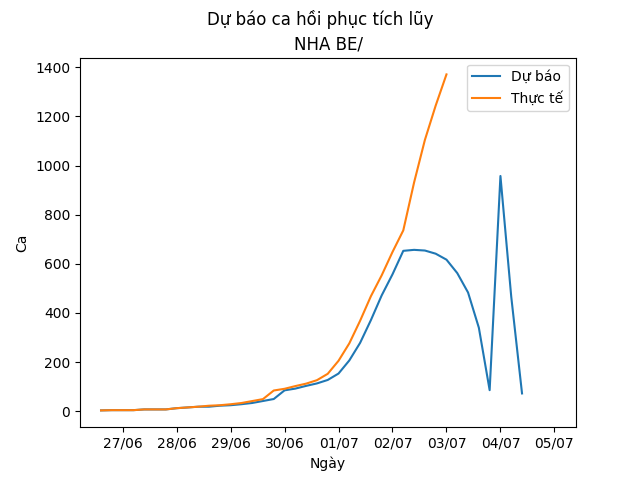 Dự báo ca hồi phục tích lũy
NHA BE/
Dự báo
Thực tế
Ca
1400
1200
1000
800
600
400
200
0
27/06 28/06 29/06 30/06 01/07 02/07 03/07 04/07 05/07
Ngày